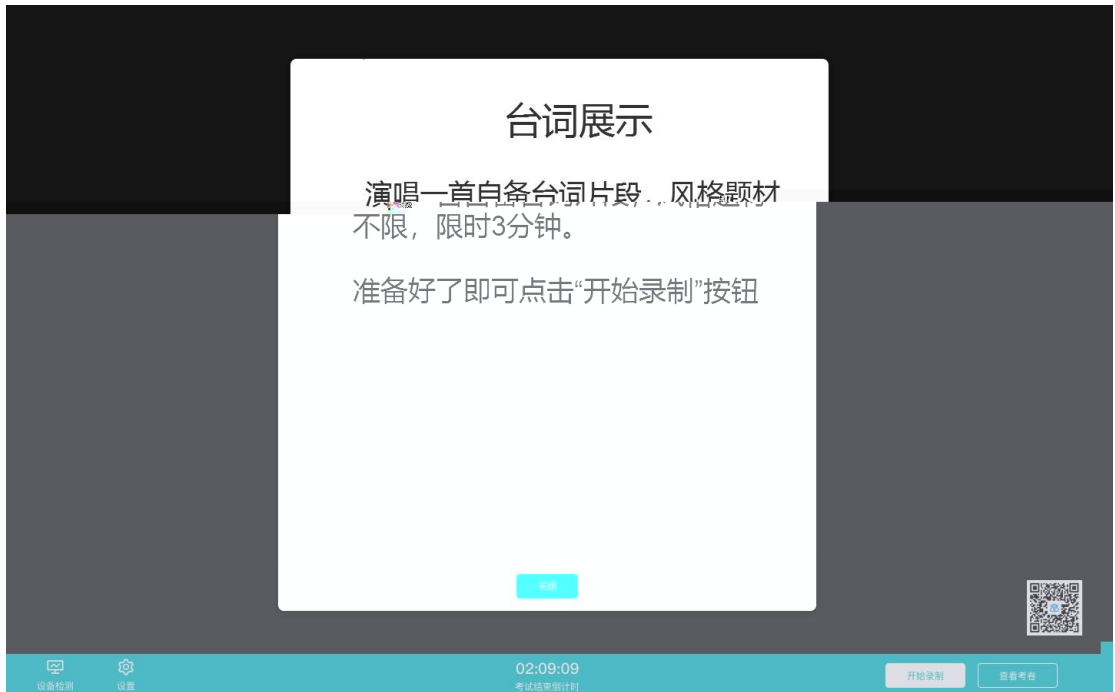 台词展示
演唱一首自备台词片段，风格题材
不限，限时3分钟。
准备好了即可点击“开始录制”按钮
关闭
设备检测
设置
02:09:09
考试结束倒计时
开始录制
查看考卷